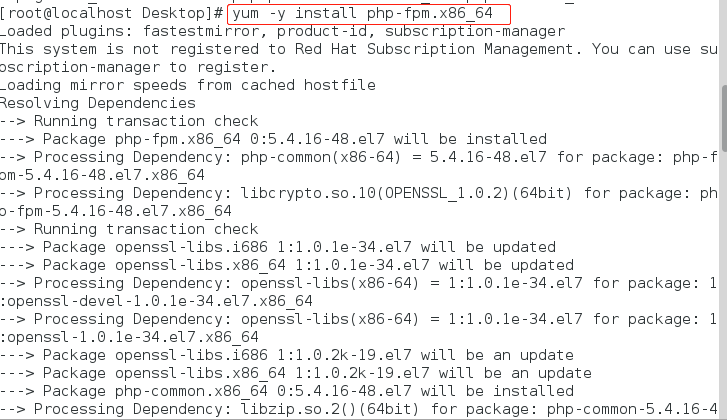 [root@localhost Desktop]# yum -y install php-fpm.x86_64
Loaded plugins: fastestmirror, product-id, subscription-manager
This system is not registered to Red Hat Subscription Management. You can use su
bscription-manager to register.
Loading mirror speeds from cached hostfile
Resolving Dependencies
--> Running transaction check
---> Package php-fpm.x86_64 0:5.4.16-48.el7 will be installed
--> Processing Dependency: php-common(x86-64) = 5.4.16-48.el7 for package: php-f
pm-5.4.16-48.el7.x86_64
--> Processing Dependency: libcrypto.so.10(OPENSSL_1.0.2)(64bit) for package: ph
p-fpm-5.4.16-48.el7.x86_64
--> Running transaction check
---> Package openssl-libs.i686 1:1.0.1e-34.el7 will be updated
---> Package openssl-libs.x86_64 1:1.0.1e-34.el7 will be updated
--> Processing Dependency: openssl-libs(x86-64) = 1:1.0.1e-34.el7 for package: 1
:openssl-devel-1.0.1e-34.el7.x86_64
--> Processing Dependency: openssl-libs(x86-64) = 1:1.0.1e-34.el7 for package: 1
:openssl-1.0.1e-34.el7.x86_64
---> Package openssl-libs.i686 1:1.0.2k-19.el7 will be an update
---> Package openssl-libs.x86_64 1:1.0.2k-19.el7 will be an update
---> Package php-common.x86_64 0:5.4.16-48.el7 will be installed
--> Processing Dependency: libzip.so.2()(64bit) for package: php-common-5.4.16-4